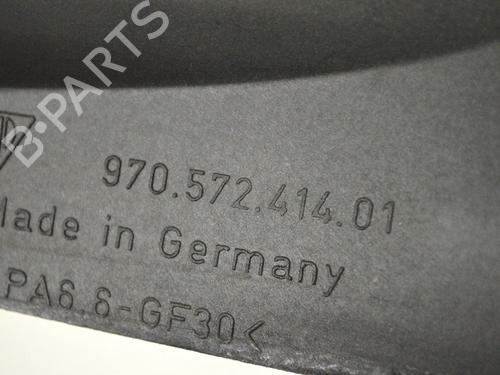 B-PARTS
970.572.414.01
Made in Germany
PA6.6-GF30<